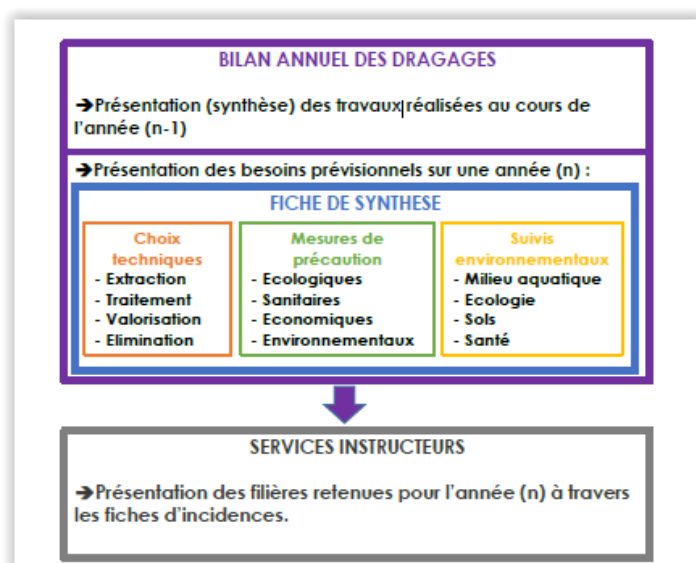 BILAN ANNUEL DES DRAGAGES
➔Présentation (synthèse) des travaux réalisées au cours de
l'année (n-1)
➔Présentation des besoins prévisionnels sur une année (n) :
FICHE DE SYNTHESE
Choix
techniques
- Extraction
- Traitement
- Valorisation
- Elimination
Mesures de
précaution
- Ecologiques
- Sanitaires
- Economiques
- Environnementaux
Suivis
environnementaux
- Milieu aquatique
- Ecologie
- Sols
- Santé
SERVICES INSTRUCTEURS
➔Présentation des filières retenues pour l'année (n) à travers
les fiches d'incidences.